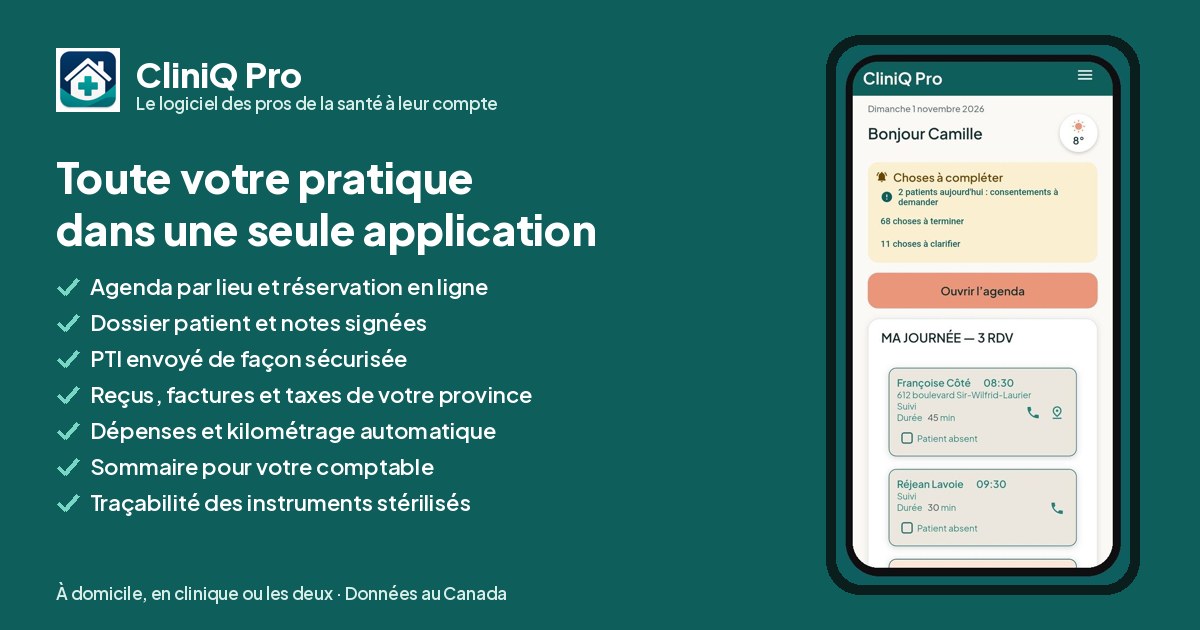 CliniQ Pro
Le logiciel des pros de la santé à leur compte
Toute votre pratique
dans une seule application
Agenda par lieu et réservation en ligne
Dossier patient et notes signées
PTI envoyé de façon sécurisée
Reçus, factures et taxes de votre province
Dépenses et kilométrage automatique
Sommaire pour votre comptable
Traçabilité des instruments stérilisés
À domicile, en clinique ou les deux · Données au Canada
CliniQ Pro
Dimanche 1 novembre 2026
Bonjour Camille
8°
Choses à compléter
2 patients aujourd'hui : consentements à
demander
68 choses à terminer
11 choses à clarifier
Ouvrir l'agenda
MA JOURNÉE — 3 RDV
Françoise Côté 08:30
612 boulevard Sir-Wilfrid-Laurier
Suivi
Durée 45 min
Patient absent
Réjean Lavoie 09:30
Suivi
Durée 30 min
Patient absent